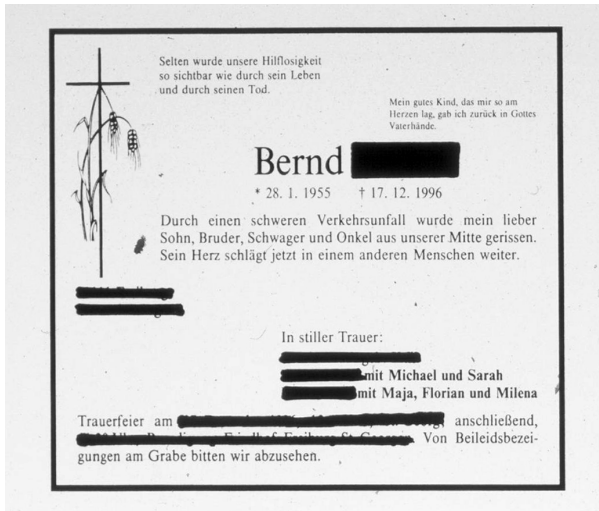 Selten wurde unsere Hilflosigkeit
so sichtbar wie durch sein Leben
und durch seinen Tod.
Mein gutes Kind, das mir so am
Herzen lag, gab ich zurück in Gottes
Vaterhände.
Bernd
* 28. 1. 1955 † 17. 12. 1996
Durch einen schweren Verkehrsunfall wurde mein lieber
Sohn, Bruder, Schwager und Onkel aus unserer Mitte gerissen.
Sein Herz schlägt jetzt in einem anderen Menschen weiter.
In stiller Trauer:
mit Michael und Sarah
mit Maja, Florian und Milena
Trauerfeier am anschließend,
Von Beileidsbezei-
gungen am Grabe bitten wir abzusehen.